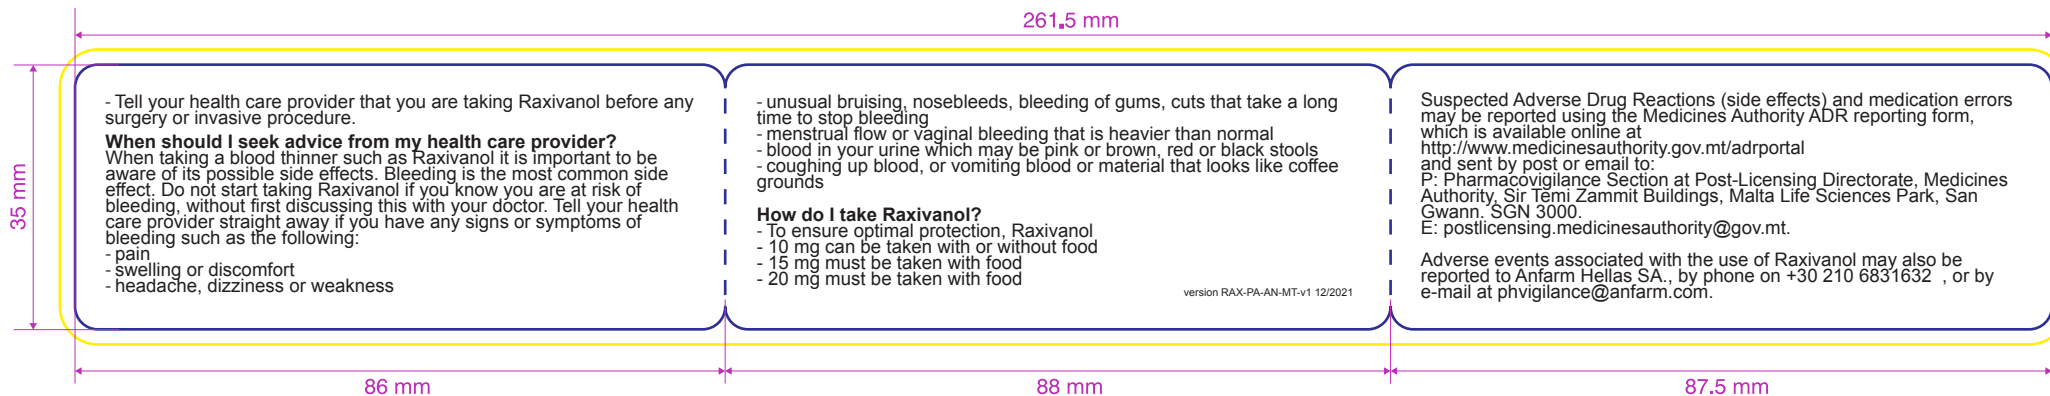 261.5 mm
35 mm
- Tell your health care provider that you are taking Raxivanol before any
surgery or invasive procedure.
When should I seek advice from my health care provider?
When taking a blood thinner such as Raxivanol it is important to be
aware of its possible side effects. Bleeding is the most common side
effect. Do not start taking Raxivanol if you know you are at risk of
bleeding, without first discussing this with your doctor. Tell your health
care provider straight away if you have any signs or symptoms of
bleeding such as the following:
- pain
- swelling or discomfort
- headache, dizziness or weakness
- unusual bruising, nosebleeds, bleeding of gums, cuts that take a long
time to stop bleeding
- menstrual flow or vaginal bleeding that is heavier than normal
- blood in your urine which may be pink or brown, red or black stools
- coughing up blood, or vomiting blood or material that looks like coffee
grounds
How do I take Raxivanol?
- To ensure optimal protection, Raxivanol
- 10 mg can be taken with or without food
- 15 mg must be taken with food
- 20 mg must be taken with food
version RAX-PA-AN-MT-v1 12/2021
Suspected Adverse Drug Reactions (side effects) and medication errors
may be reported using the Medicines Authority ADR reporting form,
which is available online at
http://www.medicinesauthority.gov.mt/adrportal
and sent by post or email to:
P: Pharmacovigilance Section at Post-Licensing Directorate, Medicines
Authority, Sir Temi Zammit Buildings, Malta Life Sciences Park, San
Gwann. SGN 3000.
E: postlicensing.medicinesauthority@gov.mt.
Adverse events associated with the use of Raxivanol may also be
reported to Anfarm Hellas SA., by phone on +30 210 6831632 , or by
e-mail at phvigilance@anfarm.com.
86 mm
88 mm
87.5 mm